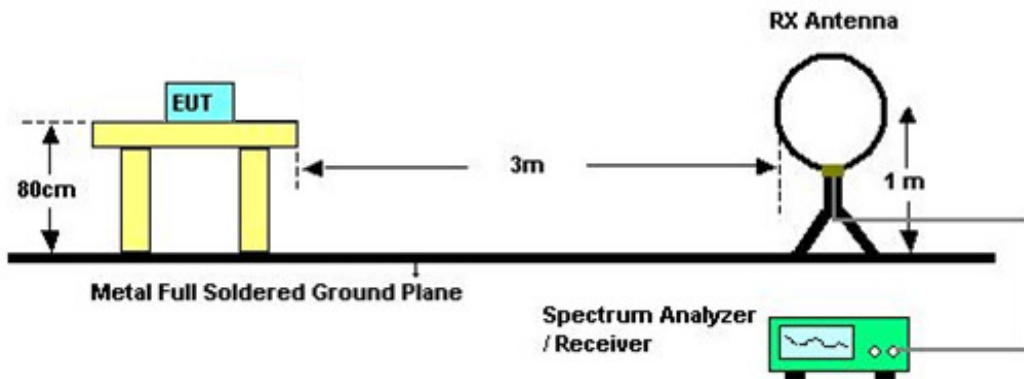 RX Antenna
EUT
80cm
3m
1 m
Metal Full Soldered Ground Plane
Spectrum Analyzer
/ Receiver